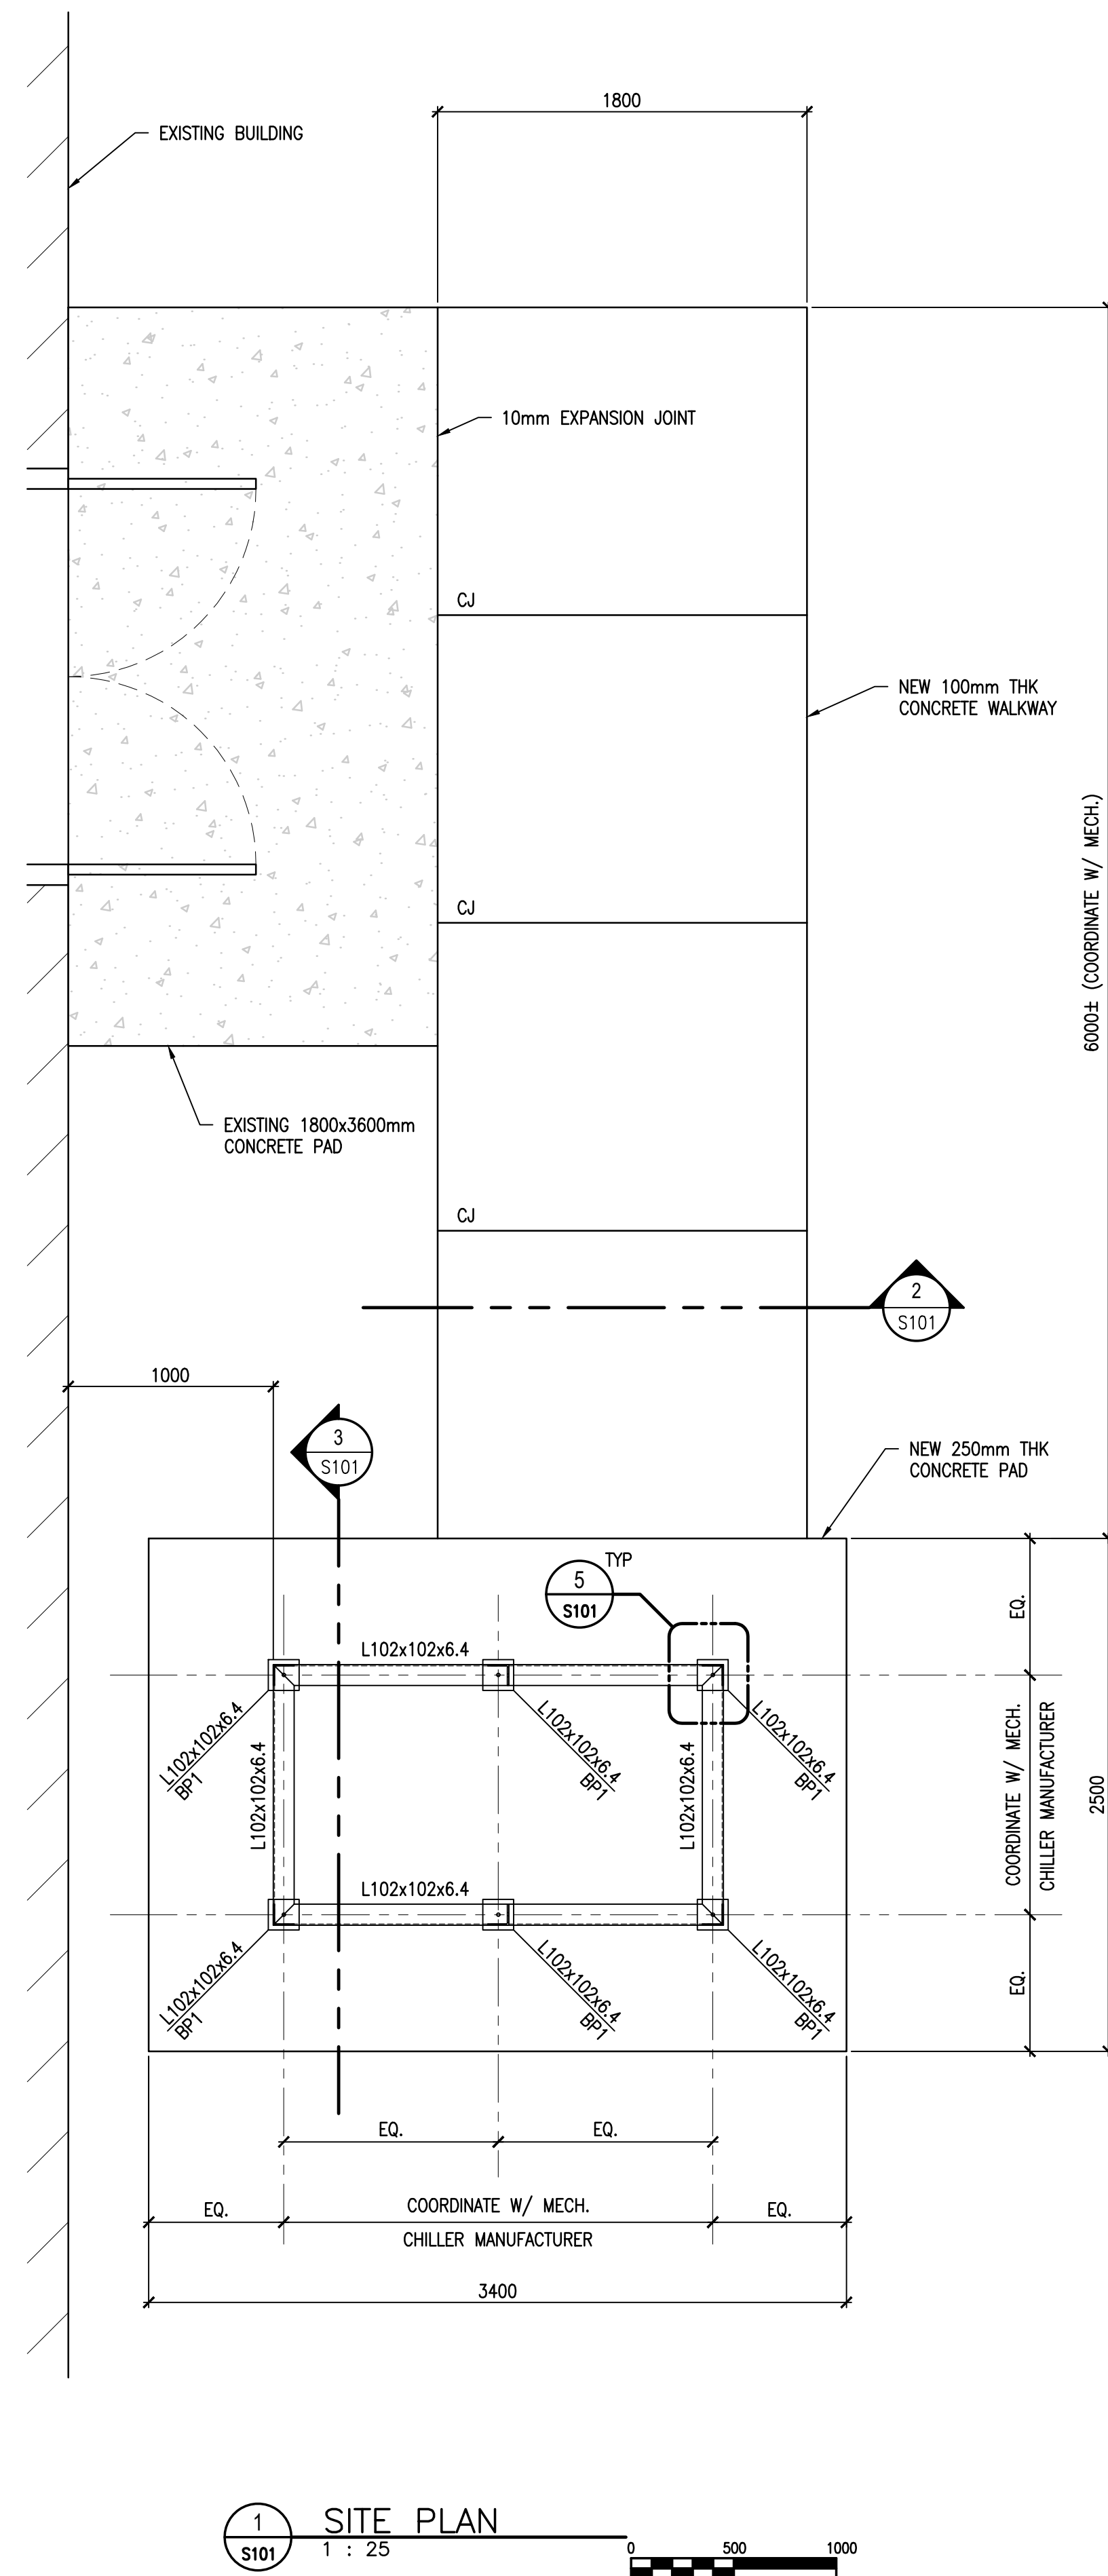 1800
EXISTING BUILDING
10mm EXPANSION JOINT
CJ
NEW 100mm THK
CONCRETE WALKWAY
6000± (COORDINATE W/ MECH.)
CJ
EXISTING 1800x3600mm
CONCRETE PAD
CJ
2
S101
1000
3
S101
NEW 250mm THK
CONCRETE PAD
TYP
5
S101
EQ.
L102x102x6.4
L102x102x6.4
BP1
L102x102x6.4
L102x102x6.4
BP1
L102x102x6.4
L102x102x6.4
BP1
COORDINATE W/ MECH.
CHILLER MANUFACTURER
2500
L102x102x6.4
L102x102x6.4
BP1
L102x102x6.4
BP1
L102x102x6.4
BP1
EQ.
EQ.
EQ.
EQ.
COORDINATE W/ MECH.
CHILLER MANUFACTURER
EQ.
3400
1
S101
SITE PLAN
1 : 25
0
500
1000